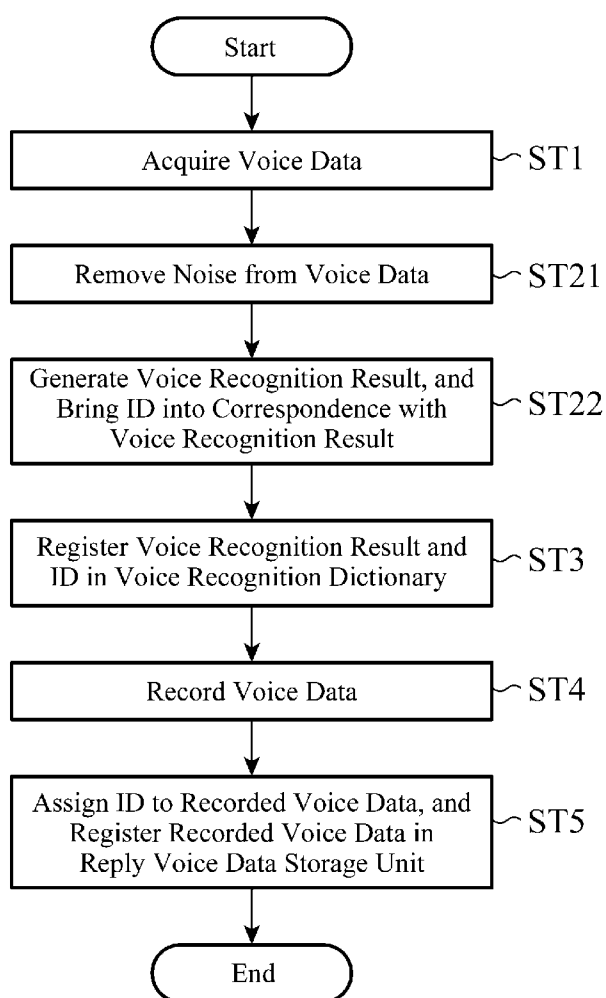 Start
Acquire Voice Data
ST1
Remove Noise from Voice Data
ST21
Generate Voice Recognition Result, and
Bring ID into Correspondence with
Voice Recognition Result
ST22
Register Voice Recognition Result and
ID in Voice Recognition Dictionary
ST3
Record Voice Data
ST4
Assign ID to Recorded Voice Data, and
Register Recorded Voice Data in
Reply Voice Data Storage Unit
ST5
End